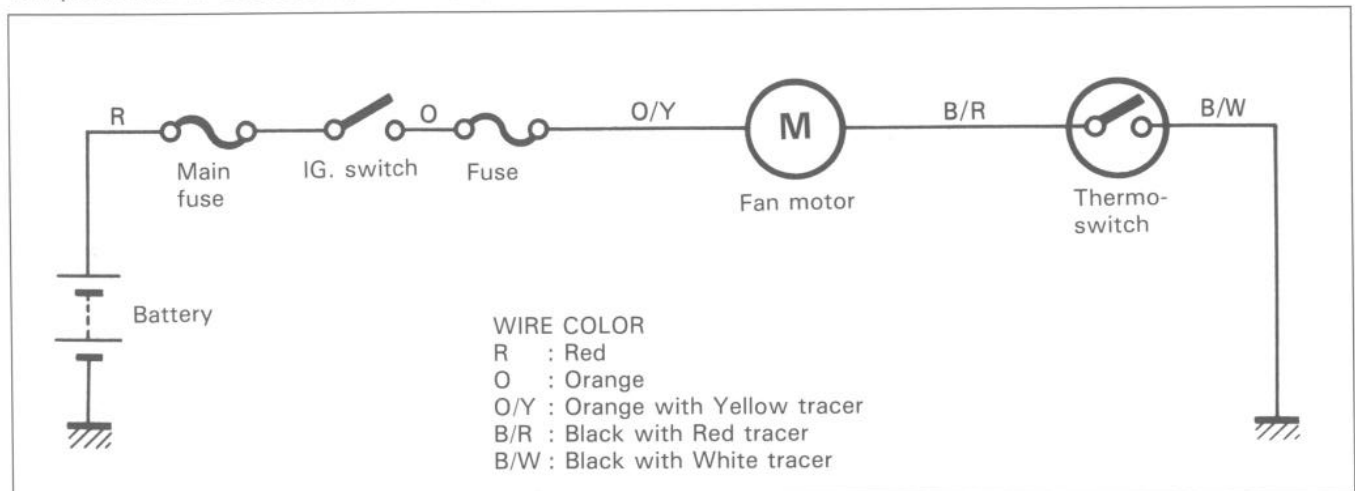 R
O
O/Y
B/R
B/W
M
Main
fuse
IG. switch
Fuse
Fan motor
Thermo-
switch
Battery
WIRE COLOR
R : Red
O : Orange
O/Y : Orange with Yellow tracer
B/R : Black with Red tracer
B/W : Black with White tracer